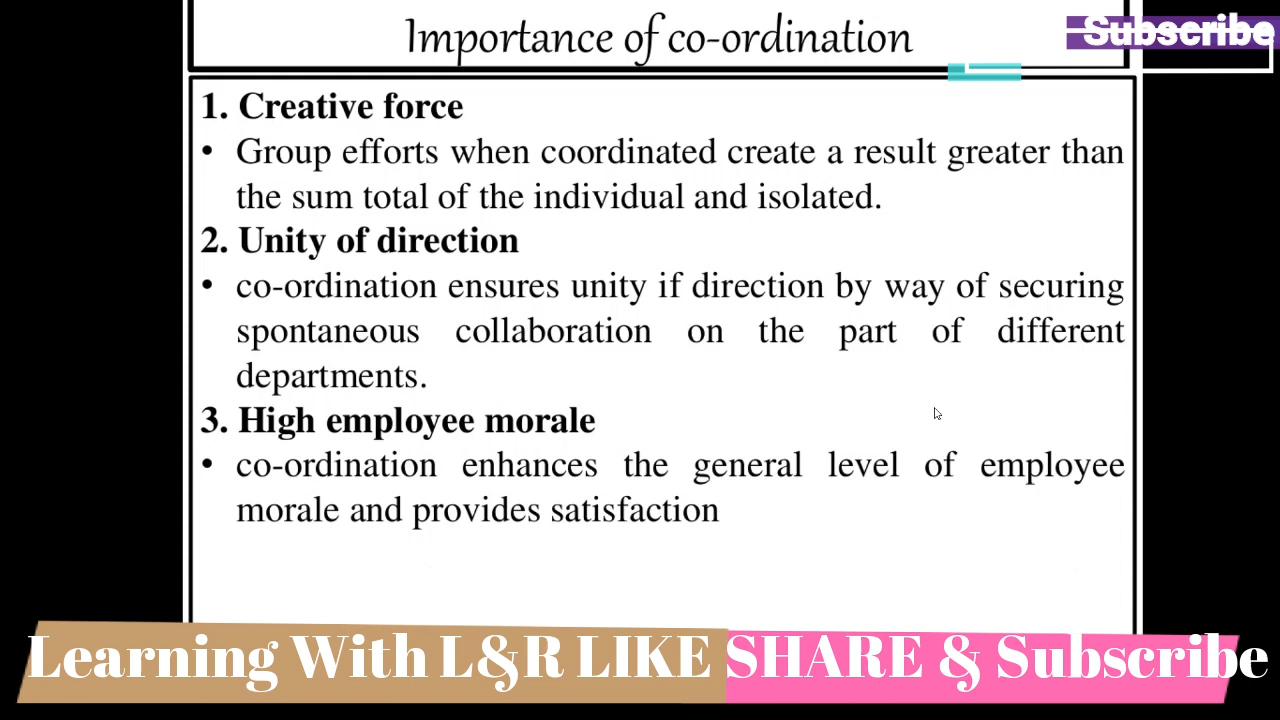 Importance of co-ordination
Subscribe
1. Creative force
• Group efforts when coordinated create a result greater than
the sum total of the individual and isolated.
2. Unity of direction
• co-ordination ensures unity if direction by way of securing
spontaneous collaboration on the part of different
departments.
3. High employee morale
• co-ordination enhances the general level of employee
morale and provides satisfaction
Learning With L&R LIKE SHARE & Subscribe